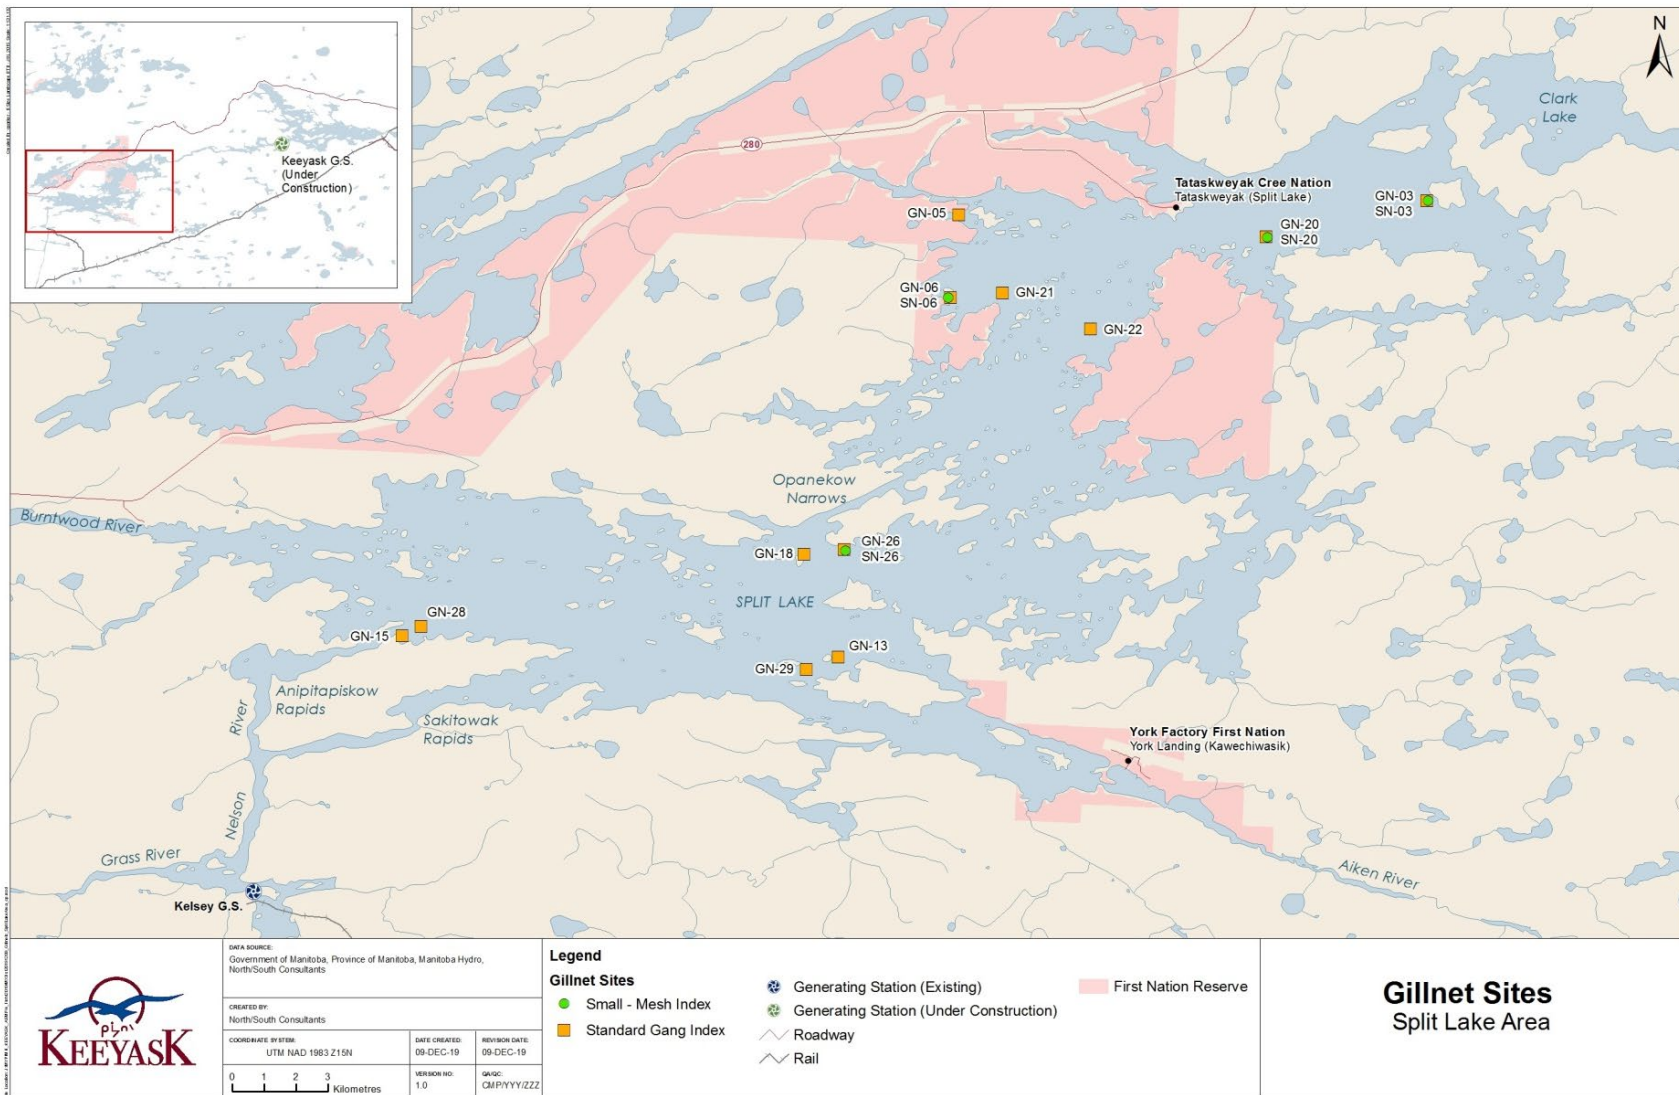 N
Clark
Lake
Keeyask G.S.
(Under
Construction)
280
Tataskweyak Cree Nation
Tataskweyak (Split Lake)
GN-03
SN-03
GN-05
GN-20
SN-20
GN-06
SN-06
GN-21
GN-22
Opanekow
Narrows
Burntwood River
GN-18
GN-26
SN-26
SPLIT LAKE
GN-28
GN-15
GN-13
GN-29
Anipitapiskow
Rapids
Sakitowak
Rapids
Nelson River
York Factory First Nation
York Landing (Kawechiwasik)
Grass River
Aiken River
Kelsey G.S.
KEEYASK
DATA SOURCE:
Government of Manitoba, Province of Manitoba, Manitoba Hydro,
North/South Consultants
CREATED BY:
North/South Consultants
COORDINATE SYSTEM:
UTM NAD 1983 Z15N
DATE CREATED:
09-DEC-19
REVISION DATE:
09-DEC-19
0 1 2 3
Kilometres
VERSION NO:
1.0
QA/QC:
CMP/YYY/ZZZ
Legend
Gillnet Sites
Small - Mesh Index
Standard Gang Index
Generating Station (Existing)
Generating Station (Under Construction)
Roadway
Rail
First Nation Reserve
Gillnet Sites
Split Lake Area